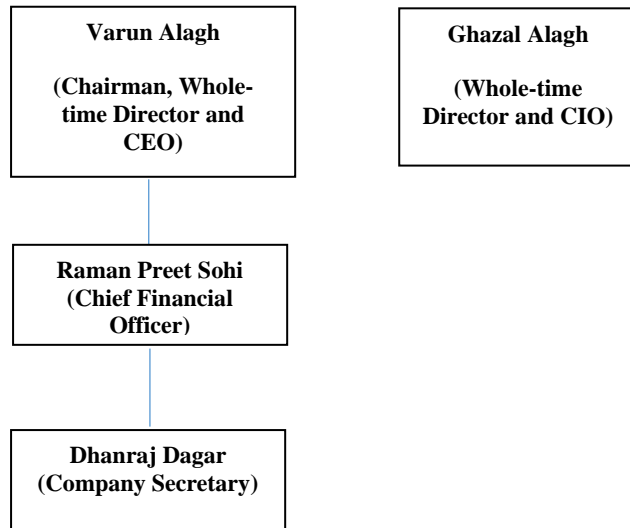 Varun Alagh
(Chairman, Whole-
time Director and
CEO)
Ghazal Alagh
(Whole-time
Director and CIO)
Raman Preet Sohi
(Chief Financial
Officer)
Dhanraj Dagar
(Company Secretary)